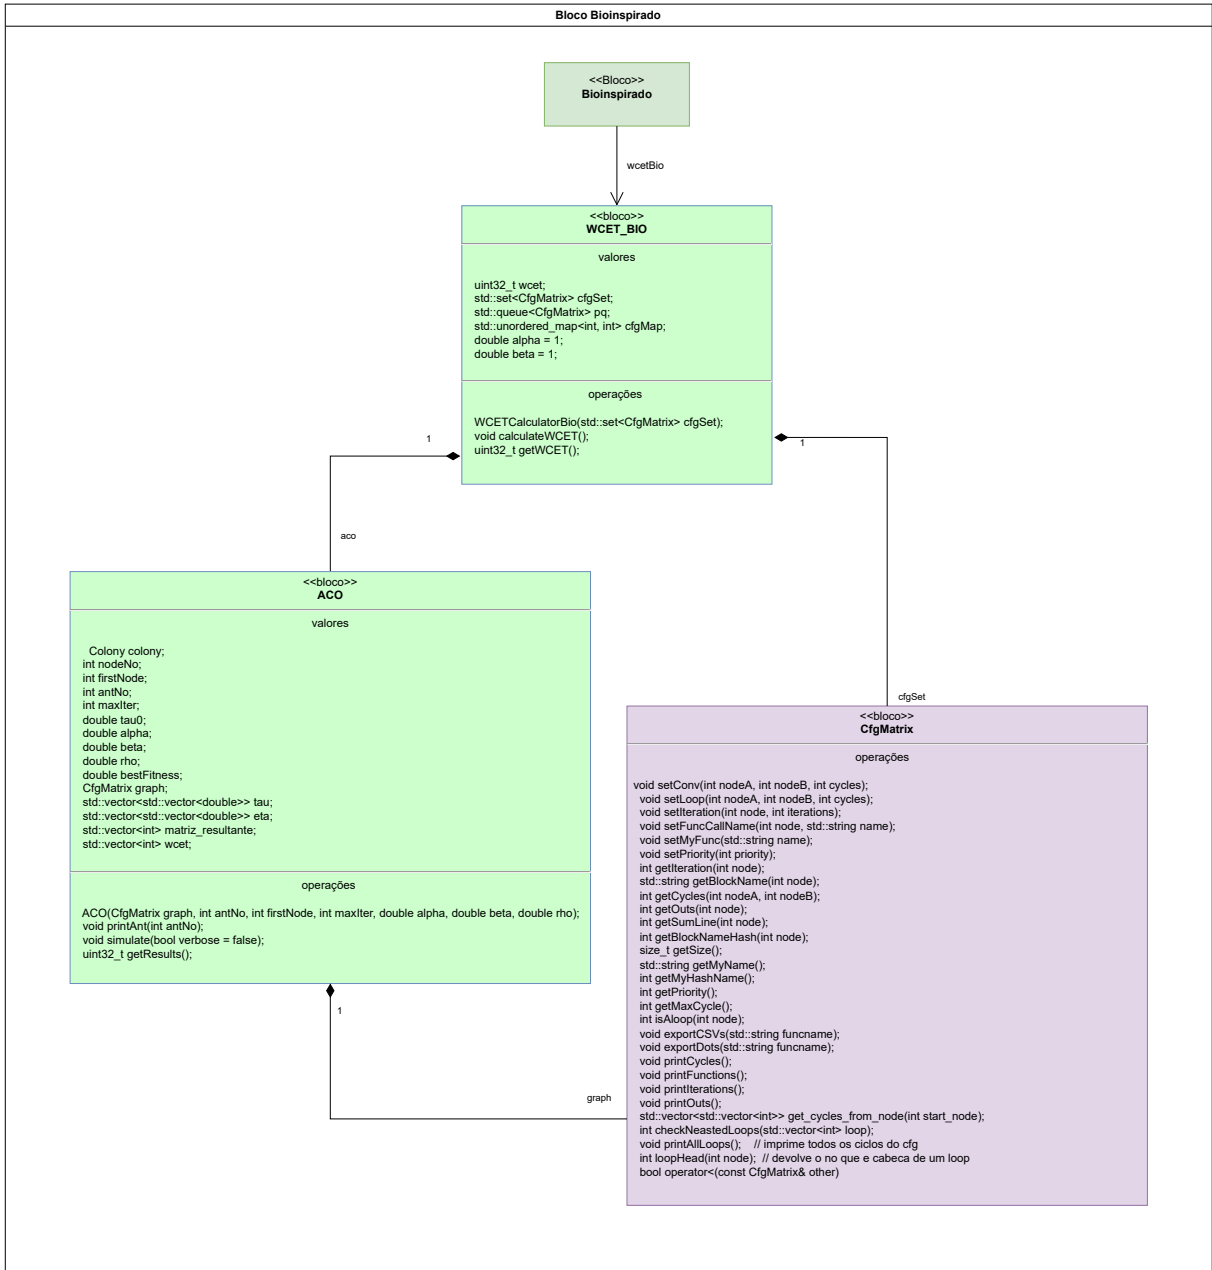 Bloco Bioinspirado
<<Bloco>>
Bioinspirado
wcetBio
<<bloco>>
WCET_BIO
valores
uint32_t wcet;
std::set<CfgMatrix> cfgSet;
std::queue<CfgMatrix> pq;
std::unordered_map<int, int> cfgMap;
double alpha = 1;
double beta = 1;
operações
WCETCalculatorBio(std::set<CfgMatrix> cfgSet);
void calculateWCET();
uint32_t getWCET();
1
1
aco
<<bloco>>
ACO
valores
Colony colony;
int nodeNo;
int firstNode;
int antNo;
int maxIter;
double tau0;
double alpha;
double beta;
double rho;
double bestFitness;
CfgMatrix graph;
std::vector<std::vector<double>> tau;
std::vector<std::vector<double>> eta;
std::vector<int> matriz_resultante;
std::vector<int> wcet;
operações
ACO(CfgMatrix graph, int antNo, int firstNode, int maxIter, double alpha, double beta, double rho);
void printAnt(int antNo);
void simulate(bool verbose = false);
uint32_t getResults();
1
graph
cfgSet
<<bloco>>
CfgMatrix
operações
void setConv(int nodeA, int nodeB, int cycles);
void setLoop(int nodeA, int nodeB, int cycles);
void setIteration(int node, int iterations);
void setFuncCallName(int node, std::string name);
void setMyFunc(std::string name);
void setPriority(int priority);
int getIteration(int node);
std::string getBlockName(int node);
int getCycles(int nodeA, int nodeB);
int getOuts(int node);
int getSumLine(int node);
int getBlockNameHash(int node);
size_t getSize();
std::string getMyName();
int getMyHashName();
int getPriority();
int getMaxCycle();
int isAloop(int node);
void exportCSVs(std::string funcname);
void exportDots(std::string funcname);
void printCycles();
void printFunctions();
void printIterations();
void printOuts();
std::vector<std::vector<int>> get_cycles_from_node(int start_node);
int checkNeastedLoops(std::vector<int> loop);
void printAllLoops();    // imprime todos os ciclos do cfg
int loopHead(int node);  // devolve o no que e cabeca de um loop
bool operator<(const CfgMatrix& other)